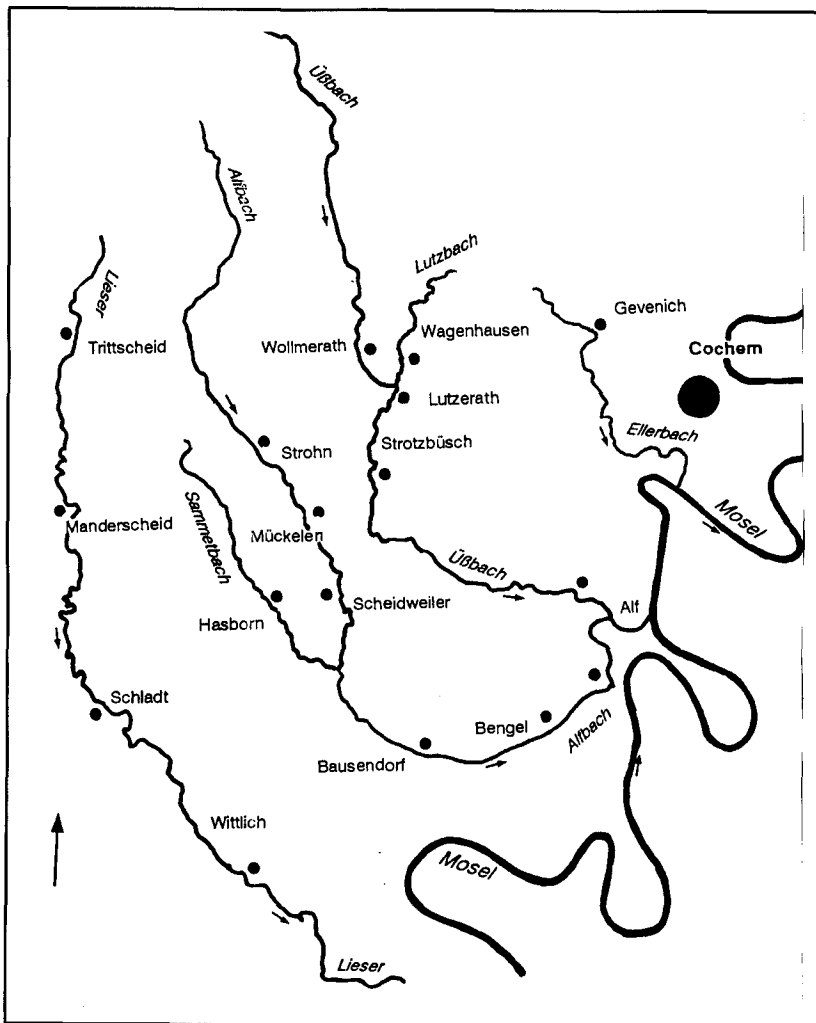 Üßbach
Alfbach
Lutzbach
Lieser
Gevenich
Trittscheid
Wollmerath
Wagenhausen
Cochem
Lutzerath
Ellerbach
Strohn
Strotzbüsch
Sammetbach
Manderscheid
Mückelen
Mosel
Üßbach
Scheidweiler
Hasborn
Alf
Schladt
Bengel
Alfbach
Bausendorf
Wittlich
Mosel
Lieser